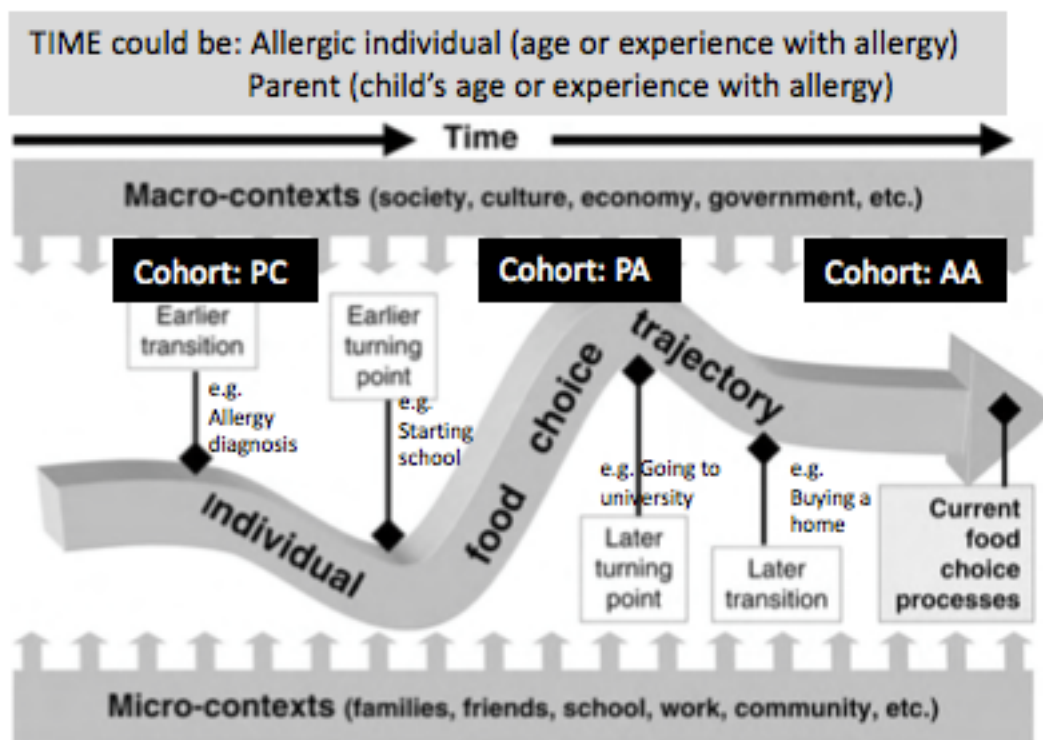 TIME could be: Allergic individual (age or experience with allergy)
Parent (child's age or experience with allergy)
Time
Macro-contexts (society, culture, economy, government, etc.)
Cohort: PC
Cohort: PA
Cohort: AA
Earlier
transition
e.g.
Allergy
diagnosis
Earlier
turning
point
e.g.
Starting
school
individual
food
choice
trajectory
e.g. Going to
university
Later
turning
point
e.g.
Buying a
home
Later
transition
Current
food
choice
processes
Micro-contexts (families, friends, school, work, community, etc.)